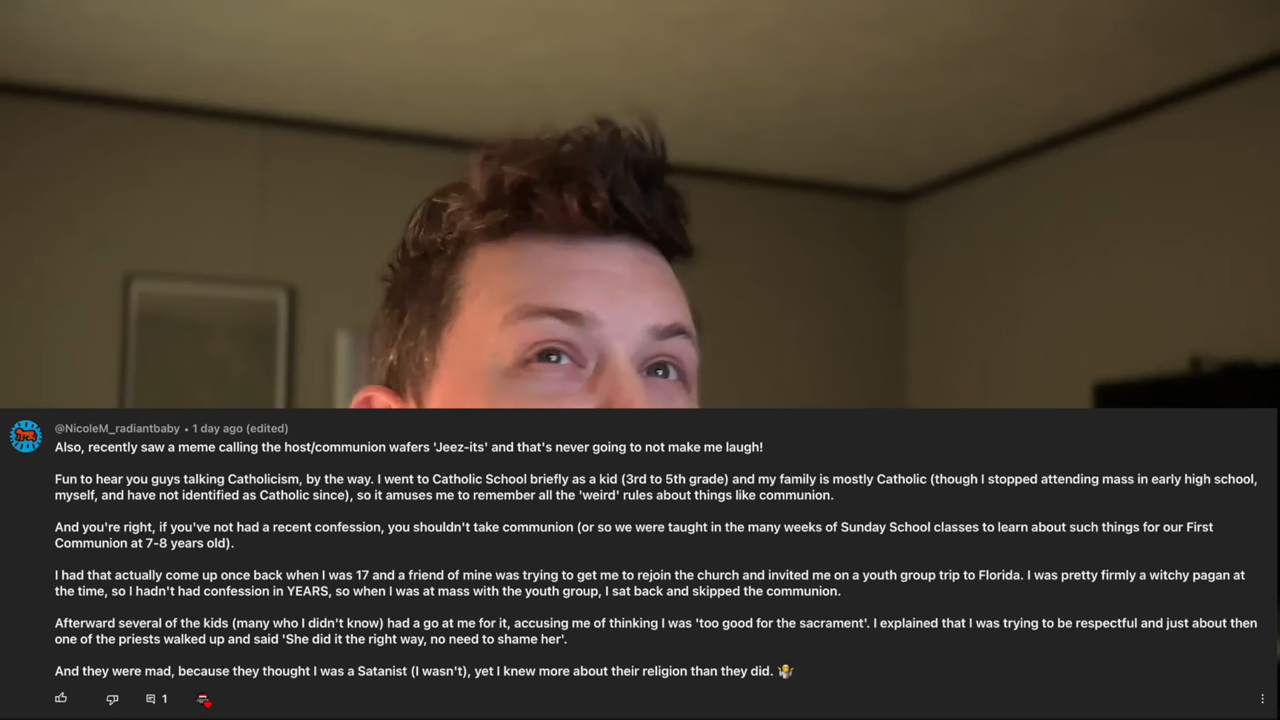 @NicoleM_radiantbaby • 1 day ago (edited)
Also, recently saw a meme calling the host/communion wafers 'Jeez-its' and that's never going to not make me laugh!
Fun to hear you guys talking Catholicism, by the way. I went to Catholic School briefly as a kid (3rd to 5th grade) and my family is mostly Catholic (though I stopped attending mass in early high school,
myself, and have not identified as Catholic since), so it amuses me to remember all the 'weird' rules about things like communion.
And you're right, if you've not had a recent confession, you shouldn't take communion (or so we were taught in the many weeks of Sunday School classes to learn about such things for our First
Communion at 7-8 years old).
I had that actually come up once back when I was 17 and a friend of mine was trying to get me to rejoin the church and invited me on a youth group trip to Florida. I was pretty firmly a witchy pagan at
the time, so I hadn't had confession in YEARS, so when I was at mass with the youth group, I sat back and skipped the communion.
Afterward several of the kids (many who I didn't know) had a go at me for it, accusing me of thinking I was 'too good for the sacrament'. I explained that I was trying to be respectful and just about then
one of the priests walked up and said 'She did it the right way, no need to shame her'.
And they were mad, because they thought I was a Satanist (I wasn't), yet I knew more about their religion than they did. 🤷
1